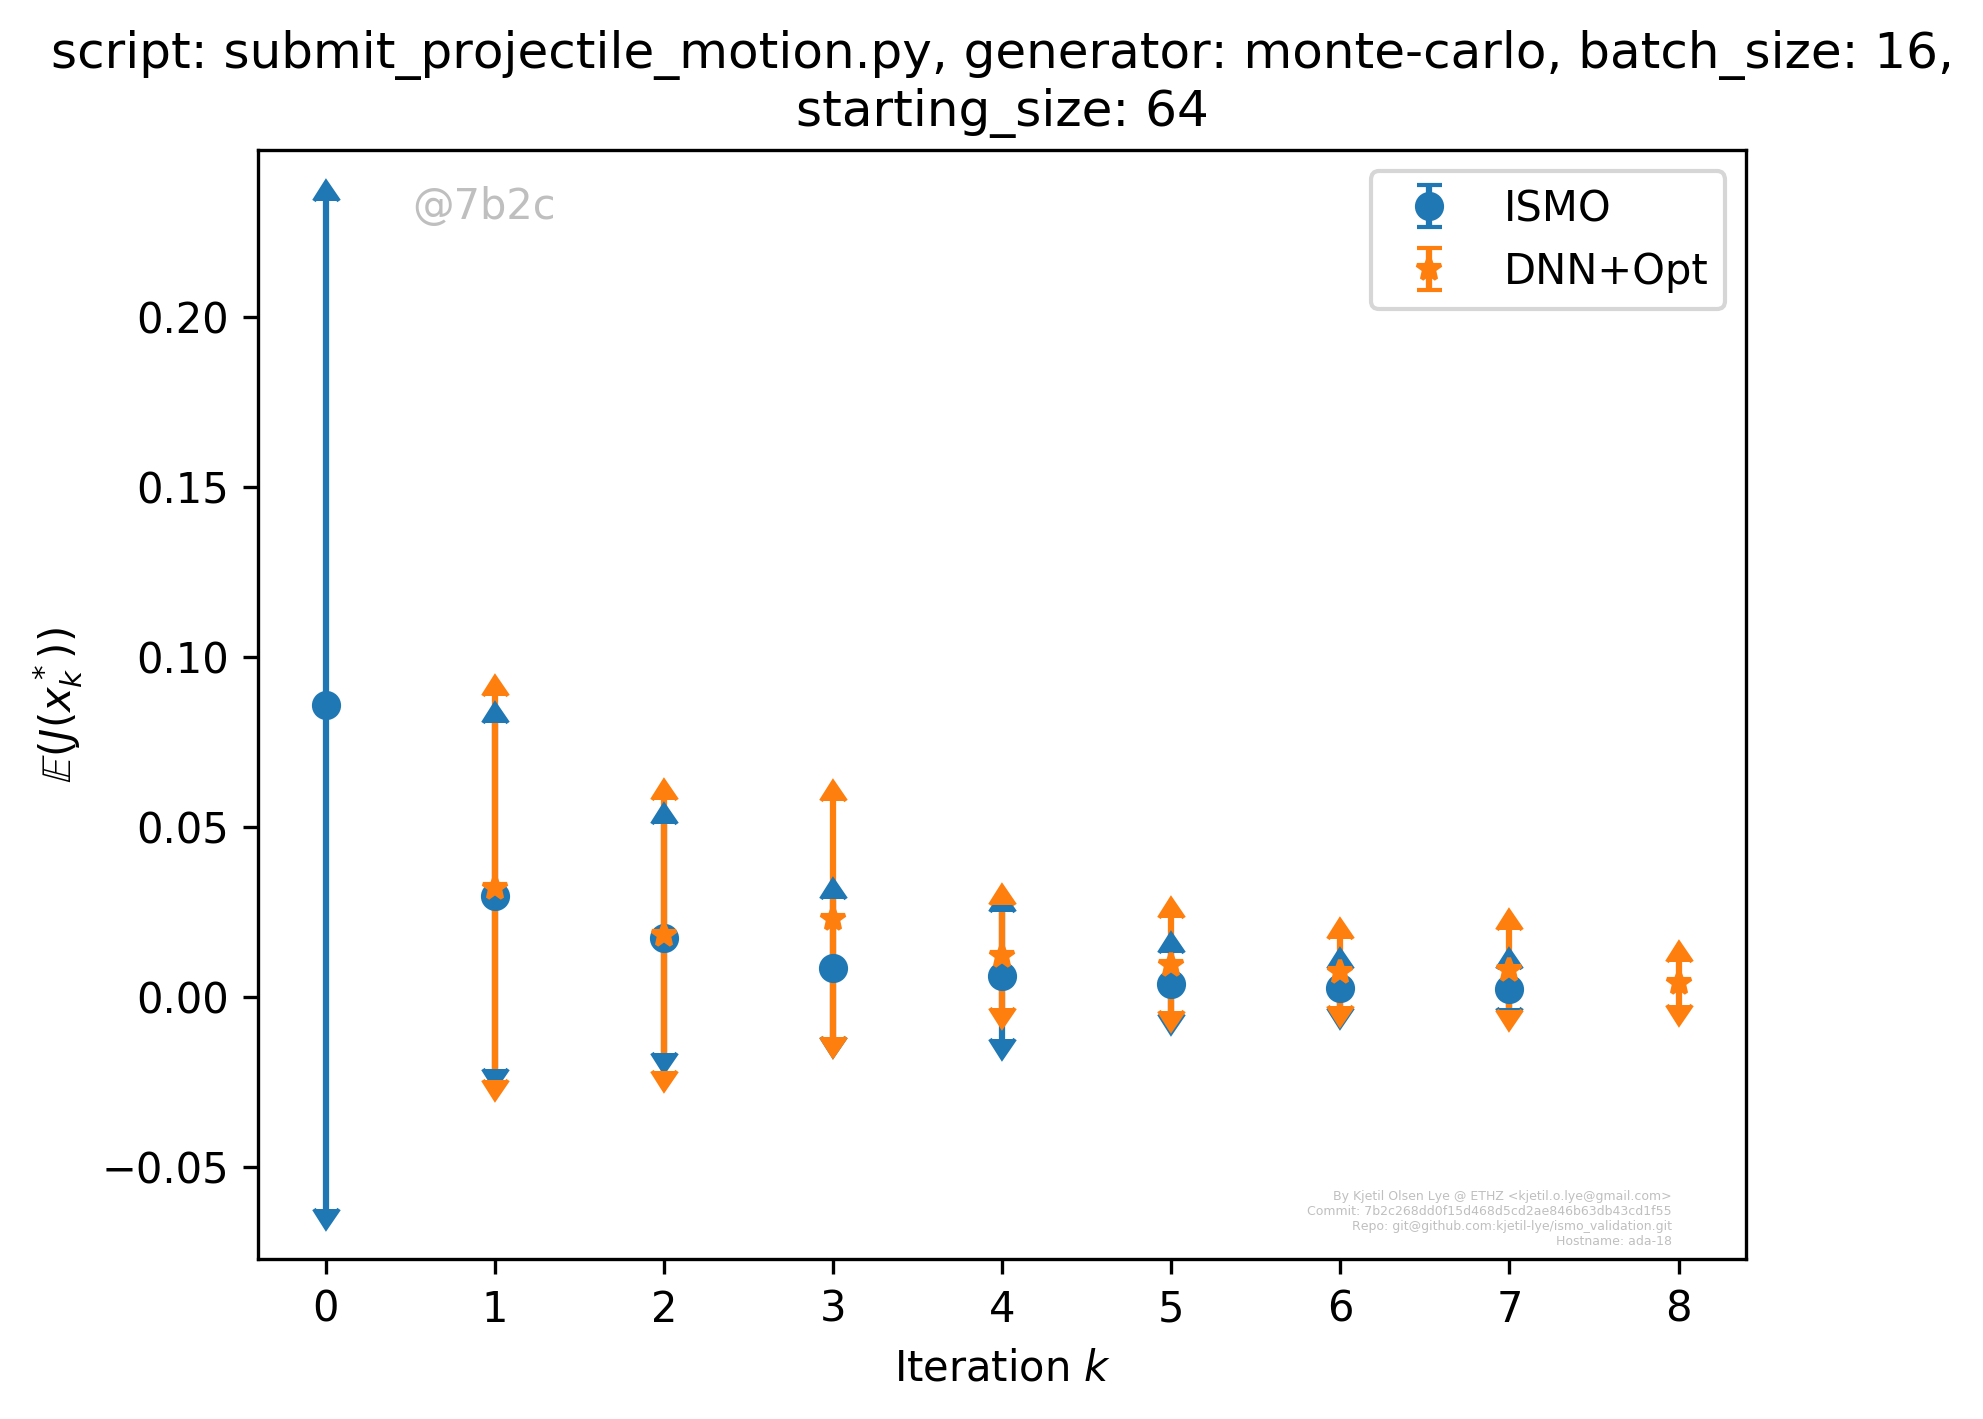 script: submit_projectile_motion.py, generator: monte-carlo, batch_size: 16,
starting_size: 64
@7b2c
ISMO
DNN+Opt
0.20
0.15
0.10
0.05
0.00
−0.05
𝔼(J(x*k))
By Kjetil Olsen Lye @ ETHZ <kjetil.o.lye@gmail.com>
Commit: 7b2c268dd0f15d468d5cd2ae846b63db43cd1f55
Repo: git@github.com:kjetil-lye/ismo_validation.git
Hostname: ada-18
0 1 2 3 4 5 6 7 8
Iteration k